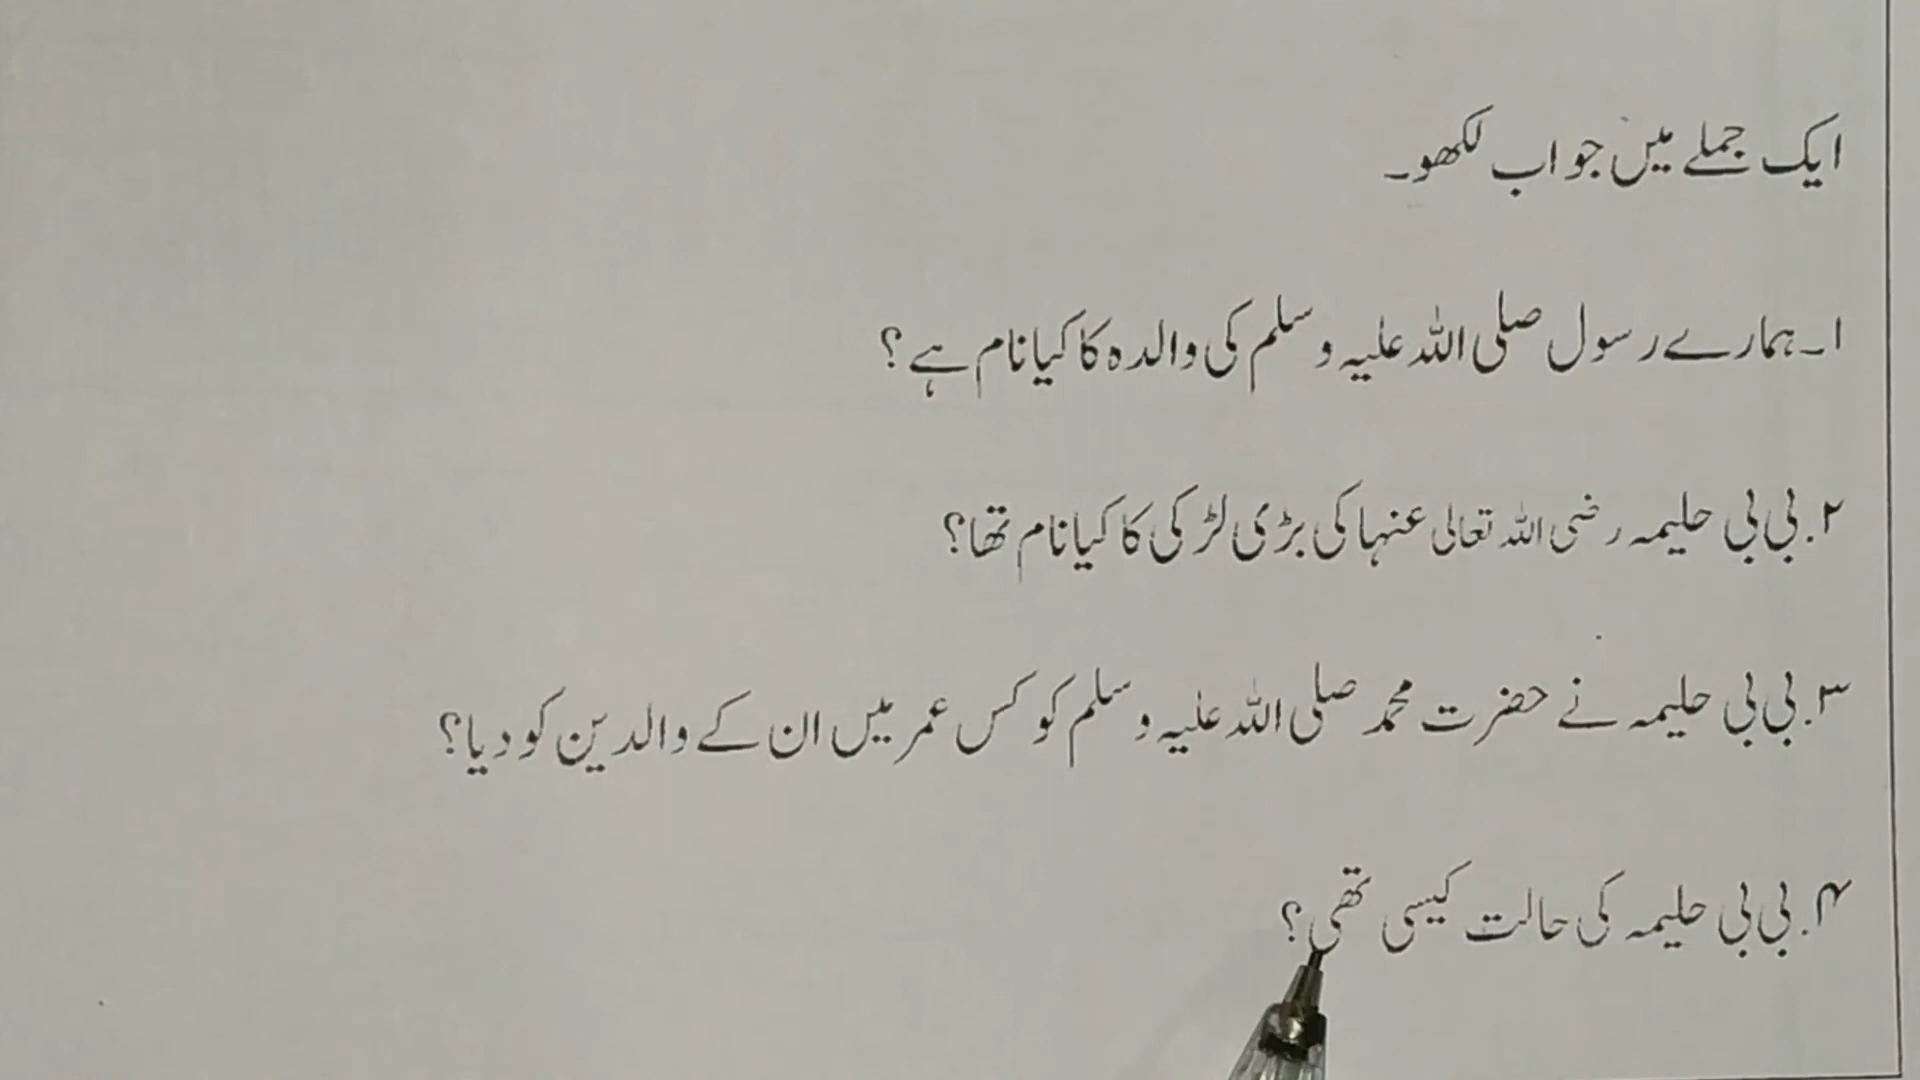 ایک جملے میں جواب لکھو۔
۱۔ہمارے رسول صلی اللہ علیہ وسلم کی والدہ کا کیا نام ہے؟
۲.بی بی حلیمہ رضی اللہ تعالی عنہا کی بڑی لڑکی کا کیا نام تھا؟
۳.بی بی حلیمہ نے حضرت محمد صلی اللہ علیہ وسلم کو کس عمر میں ان کے والدین کو دیا؟
۴.بی بی حلیمہ کی حالت کیسی تھی؟